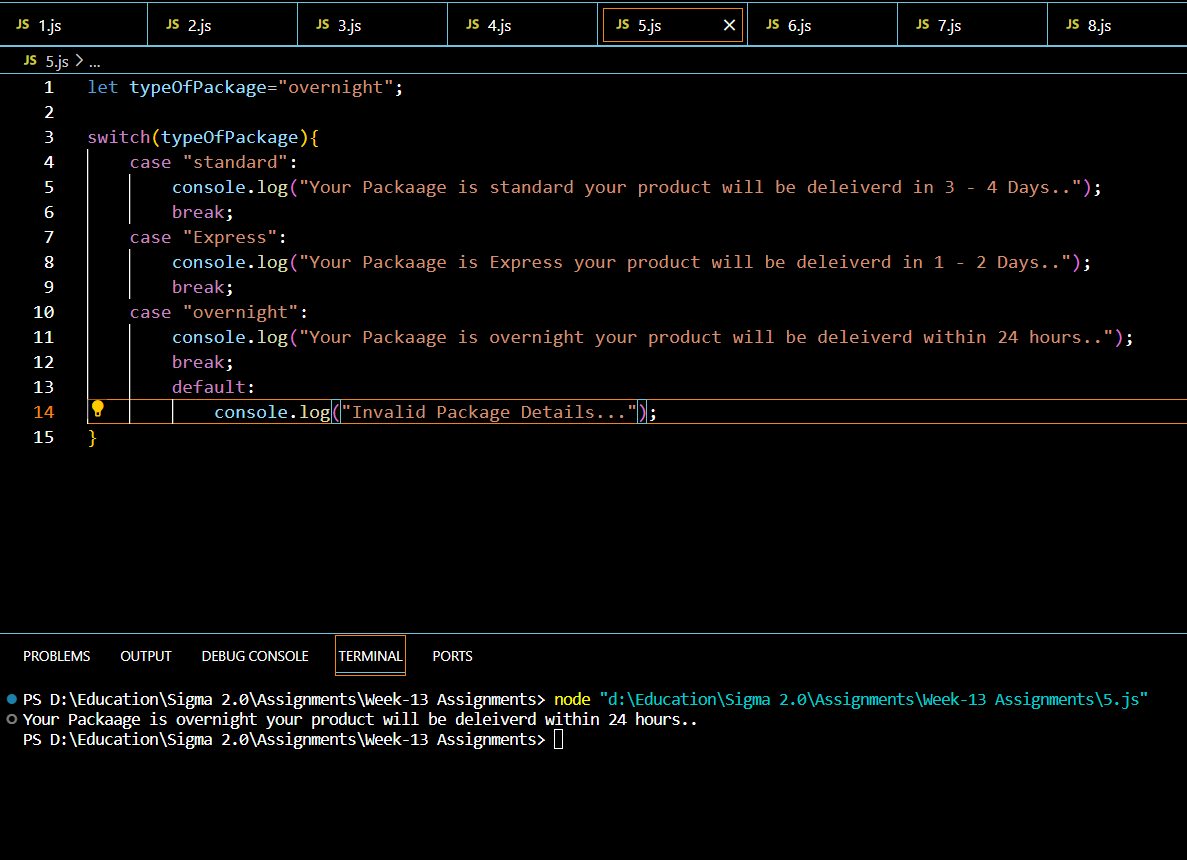 JS 1.js JS 2.js JS 3.js JS 4.js JS 5.js JS 6.js JS 7.js JS 8.js
JS 5.js > ...
1 let typeOfPackage="overnight";
2
3 switch(typeOfPackage){
4     case "standard":
5         console.log("Your Packaage is standard your product will be deleiverd in 3 - 4 Days..");
6         break;
7     case "Express":
8         console.log("Your Packaage is Express your product will be deleiverd in 1 - 2 Days..");
9         break;
10     case "overnight":
11         console.log("Your Packaage is overnight your product will be deleiverd within 24 hours..");
12         break;
13         default:
14             console.log("Invalid Package Details...");
15 }
PROBLEMS OUTPUT DEBUG CONSOLE TERMINAL PORTS
PS D:\Education\Sigma 2.0\Assignments\Week-13 Assignments> node "d:\Education\Sigma 2.0\Assignments\Week-13 Assignments\5.js"
Your Packaage is overnight your product will be deleiverd within 24 hours..
PS D:\Education\Sigma 2.0\Assignments\Week-13 Assignments>